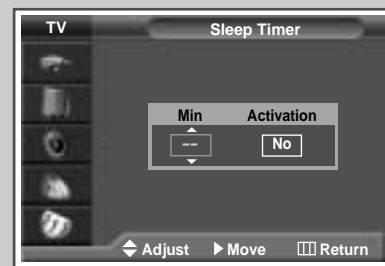 TV Sleep Timer
Min Activation
-- No
Adjust Move Return